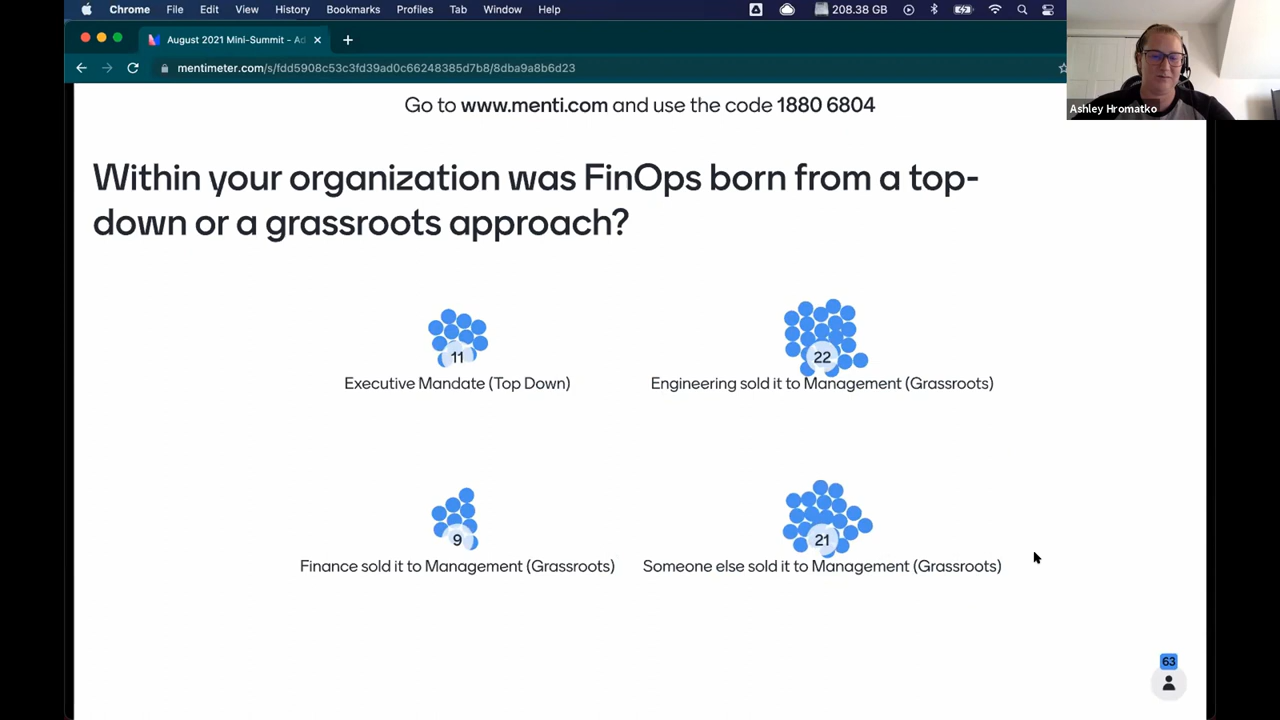 Chrome File Edit View History Bookmarks Profiles Tab Window Help 208.38 GB
August 2021 Mini-Summit - Ad
mentimeter.com/s/fdd5908c53c3fd39ad0c66248385d7b8/8dba9a8b6d23
Ashley Hromatko
Go to www.menti.com and use the code 1880 6804
Within your organization was FinOps born from a top-
down or a grassroots approach?
11
22
Executive Mandate (Top Down)
Engineering sold it to Management (Grassroots)
9
21
Finance sold it to Management (Grassroots)
Someone else sold it to Management (Grassroots)
63